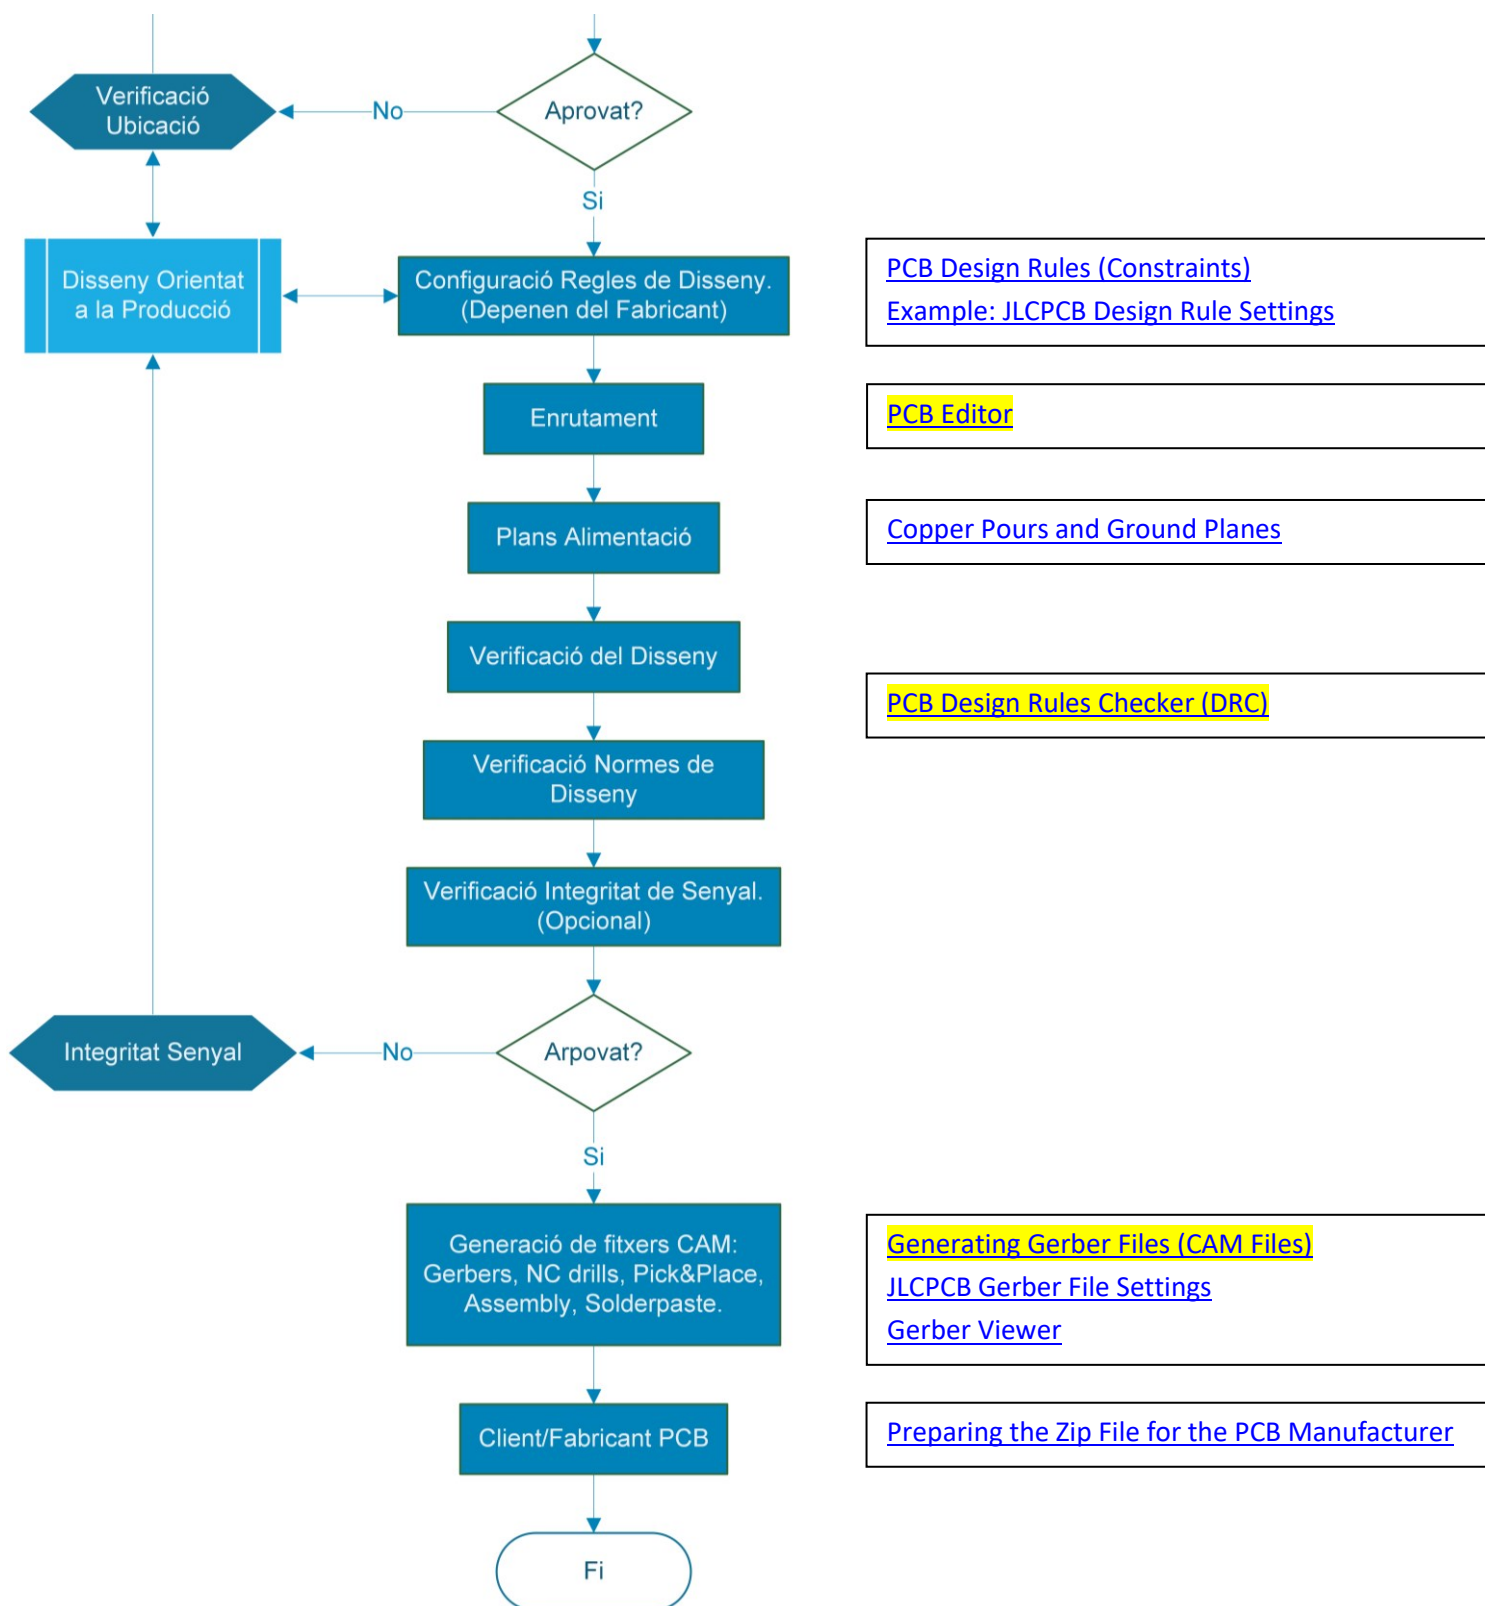 Verificació
Ubicació
No
Aprovat?
Si
Disseny Orientat
a la Producció
Configuració Regles de Disseny.
(Depenen del Fabricant)
PCB Design Rules (Constraints)
Example: JLCPCB Design Rule Settings
Enrutament
PCB Editor
Plans Alimentació
Copper Pours and Ground Planes
Verificació del Disseny
PCB Design Rules Checker (DRC)
Verificació Normes de
Disseny
Verificació Integritat de Senyal.
(Opcional)
Integritat Senyal
No
Arpovat?
Si
Generació de fitxers CAM:
Gerbers, NC drills, Pick&Place,
Assembly, Solderpaste.
Generating Gerber Files (CAM Files)
JLCPCB Gerber File Settings
Gerber Viewer
Client/Fabricant PCB
Preparing the Zip File for the PCB Manufacturer
Fi